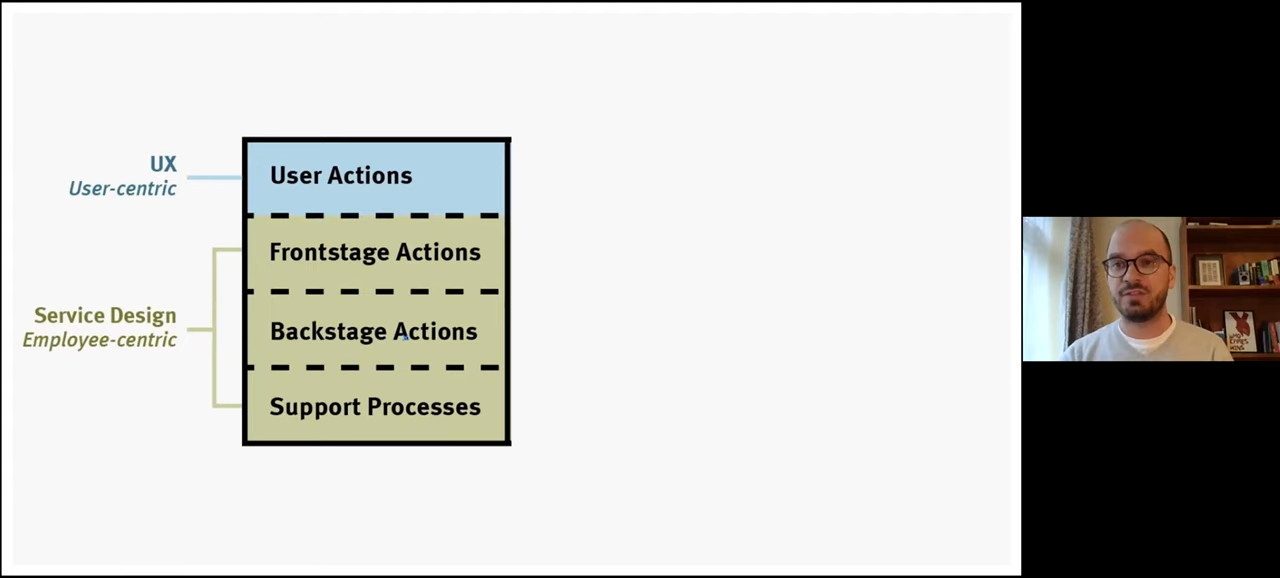 UX
User-centric
User Actions
Frontstage Actions
Service Design
Employee-centric
Backstage Actions
Support Processes